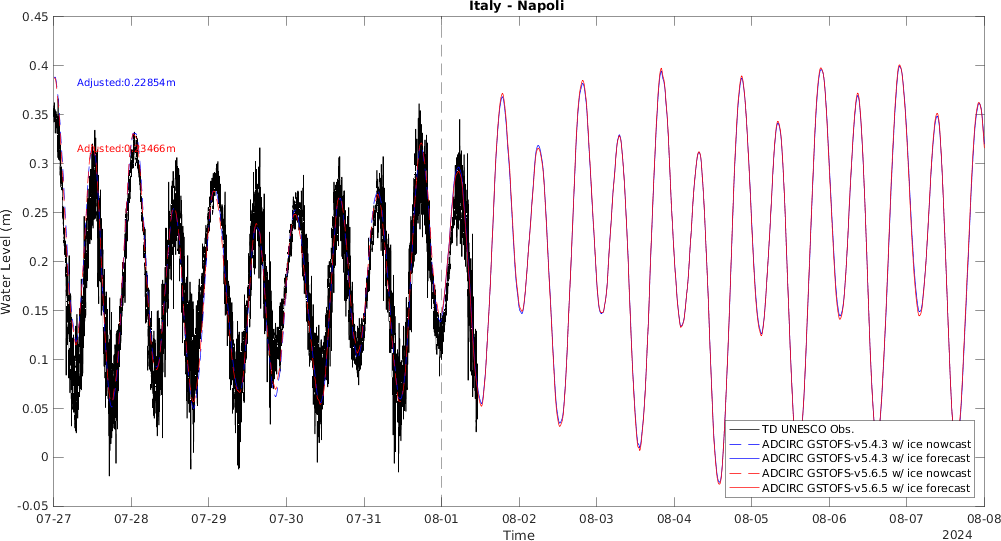 Italy - Napoli
0.45
0.4
0.35
0.3
0.25
0.2
0.15
0.1
0.05
0
-0.05
Water Level (m)
Adjusted:0.22854m
Adjusted:0.23466m
TD UNESCO Obs.
ADCIRC GSTOFS-v5.4.3 w/ ice nowcast
ADCIRC GSTOFS-v5.4.3 w/ ice forecast
ADCIRC GSTOFS-v5.6.5 w/ ice nowcast
ADCIRC GSTOFS-v5.6.5 w/ ice forecast
07-27 07-28 07-29 07-30 07-31 08-01 08-02 08-03 08-04 08-05 08-06 08-07 08-08
Time
2024